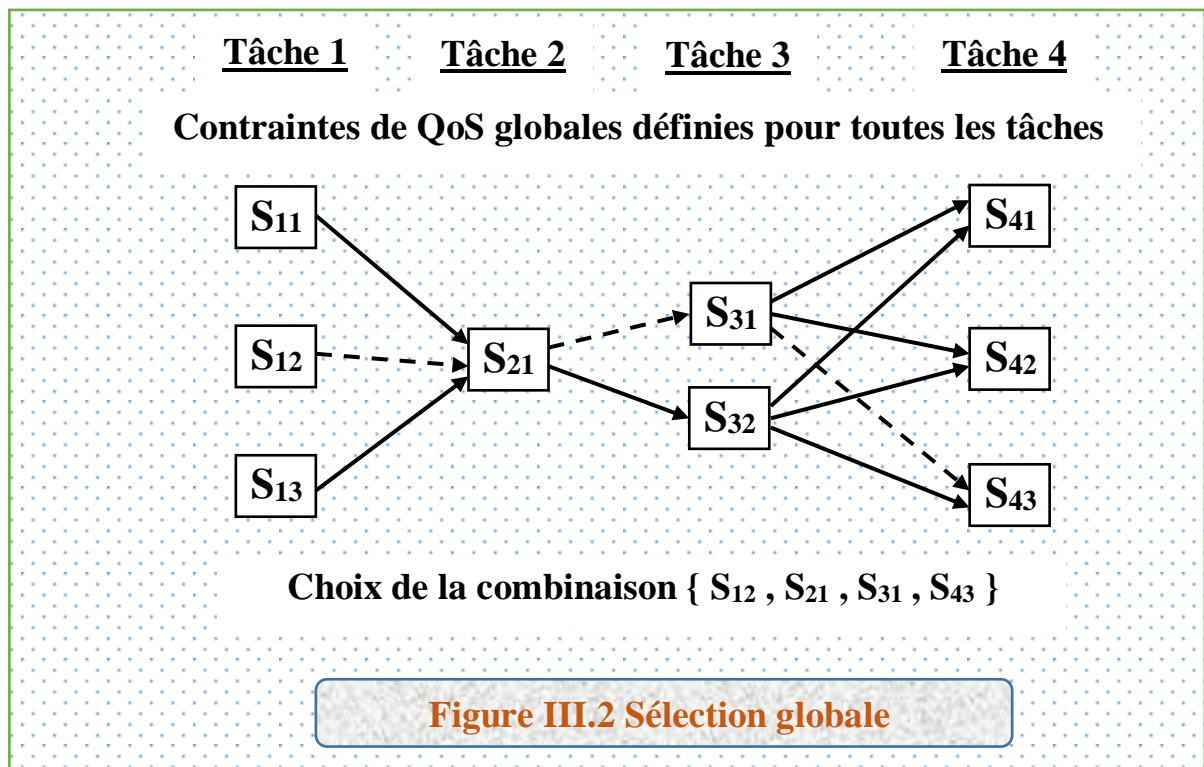 Tâche 1 Tâche 2 Tâche 3 Tâche 4
Contraintes de QoS globales définies pour toutes les tâches
S11
S41
S31
S12
S21
S42
S32
S13
S43
Choix de la combinaison { S12 , S21 , S31 , S43 }
Figure III.2 Sélection globale